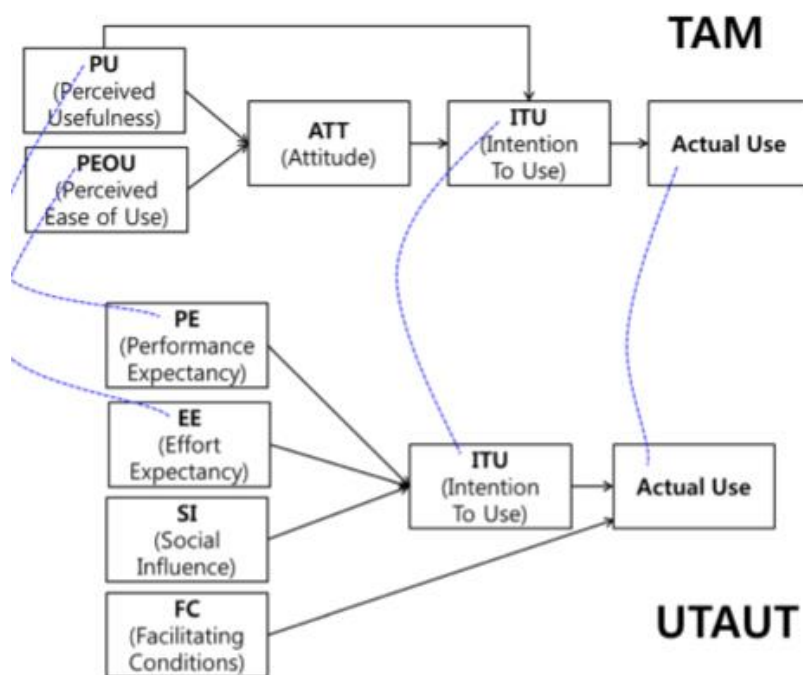 TAM
PU
(Perceived
Usefulness)
PEOU
(Perceived
Ease of Use)
ATT
(Attitude)
ITU
(Intention
To Use)
Actual Use
PE
(Performance
Expectancy)
EE
(Effort
Expectancy)
SI
(Social
Influence)
FC
(Facilitating
Conditions)
ITU
(Intention
To Use)
Actual Use
UTAUT